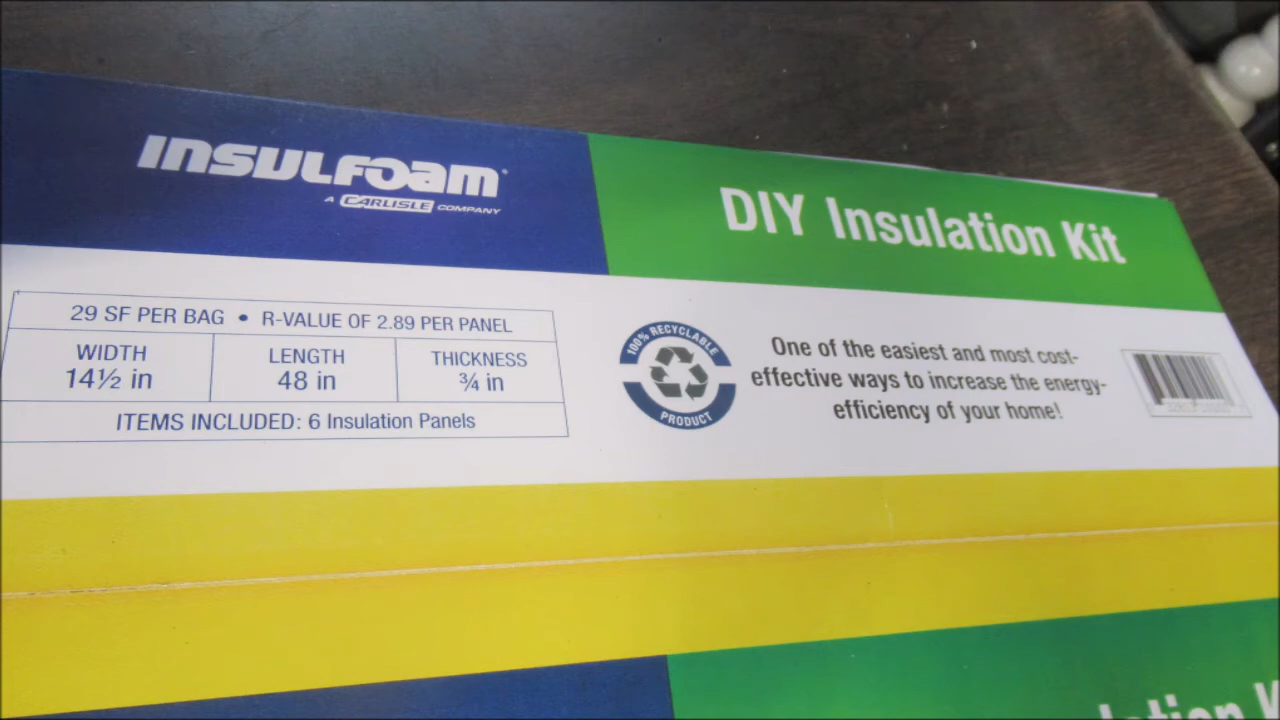 INSULFOAM
A CARLISLE COMPANY
DIY Insulation Kit
29 SF PER BAG • R-VALUE OF 2.89 PER PANEL
WIDTH
14½ in
LENGTH
48 in
THICKNESS
¾ in
ITEMS INCLUDED: 6 Insulation Panels
100% RECYCLABLE
PRODUCT
One of the easiest and most cost-
effective ways to increase the energy-
efficiency of your home!